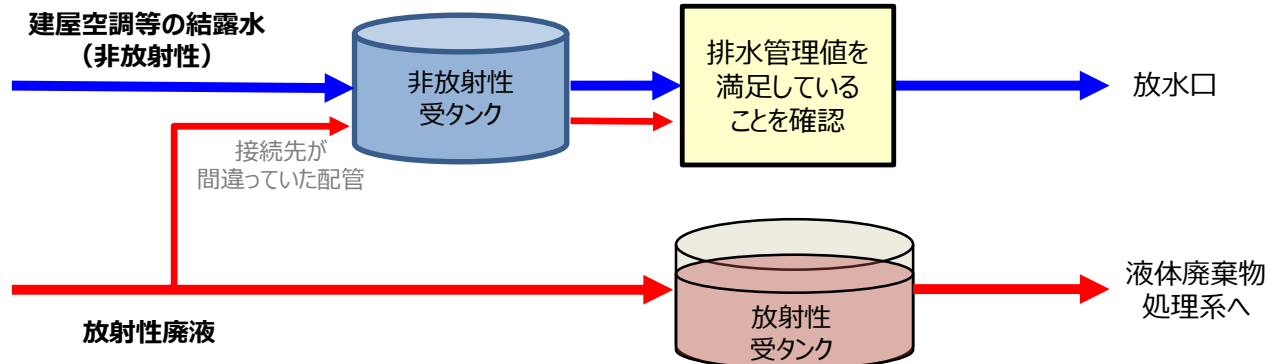 建屋空調等の結露水
(非放射性)
非放射性
受タンク
排水管理値を
満足している
ことを確認
放水口
接続先が
間違っていた配管
放射性廃液
放射性
受タンク
液体廃棄物
処理系へ